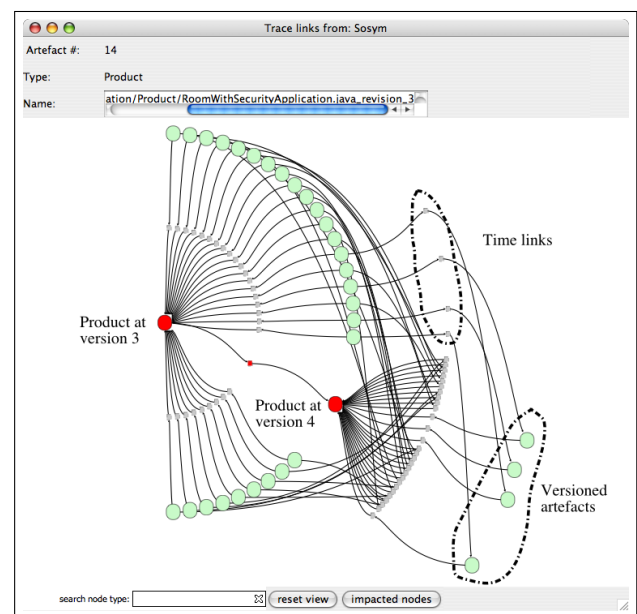 Trace links from: Sosym
Artefact #: 14
Type: Product
Name: ation/Product/RoomWithSecurityApplication.java_revision_3
Time links
Product at
version 3
Product at
version 4
Versioned
artefacts
search node type: reset view impacted nodes